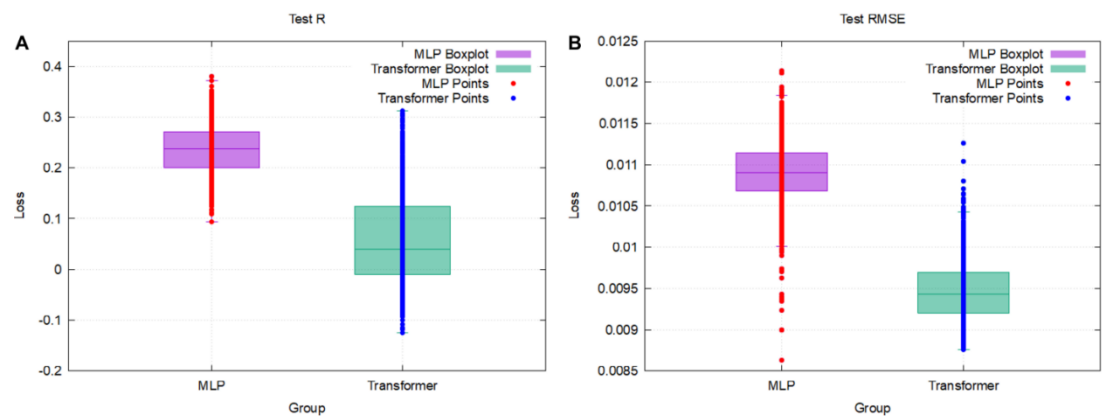 Test R
A
0.4
0.3
0.2
0.1
0
-0.1
-0.2
Loss
MLP Boxplot
Transformer Boxplot
MLP Points
Transformer Points
MLP
Transformer
Group
Test RMSE
B
0.0125
0.012
0.0115
0.011
0.0105
0.01
0.0095
0.009
0.0085
Loss
MLP Boxplot
Transformer Boxplot
MLP Points
Transformer Points
MLP
Transformer
Group